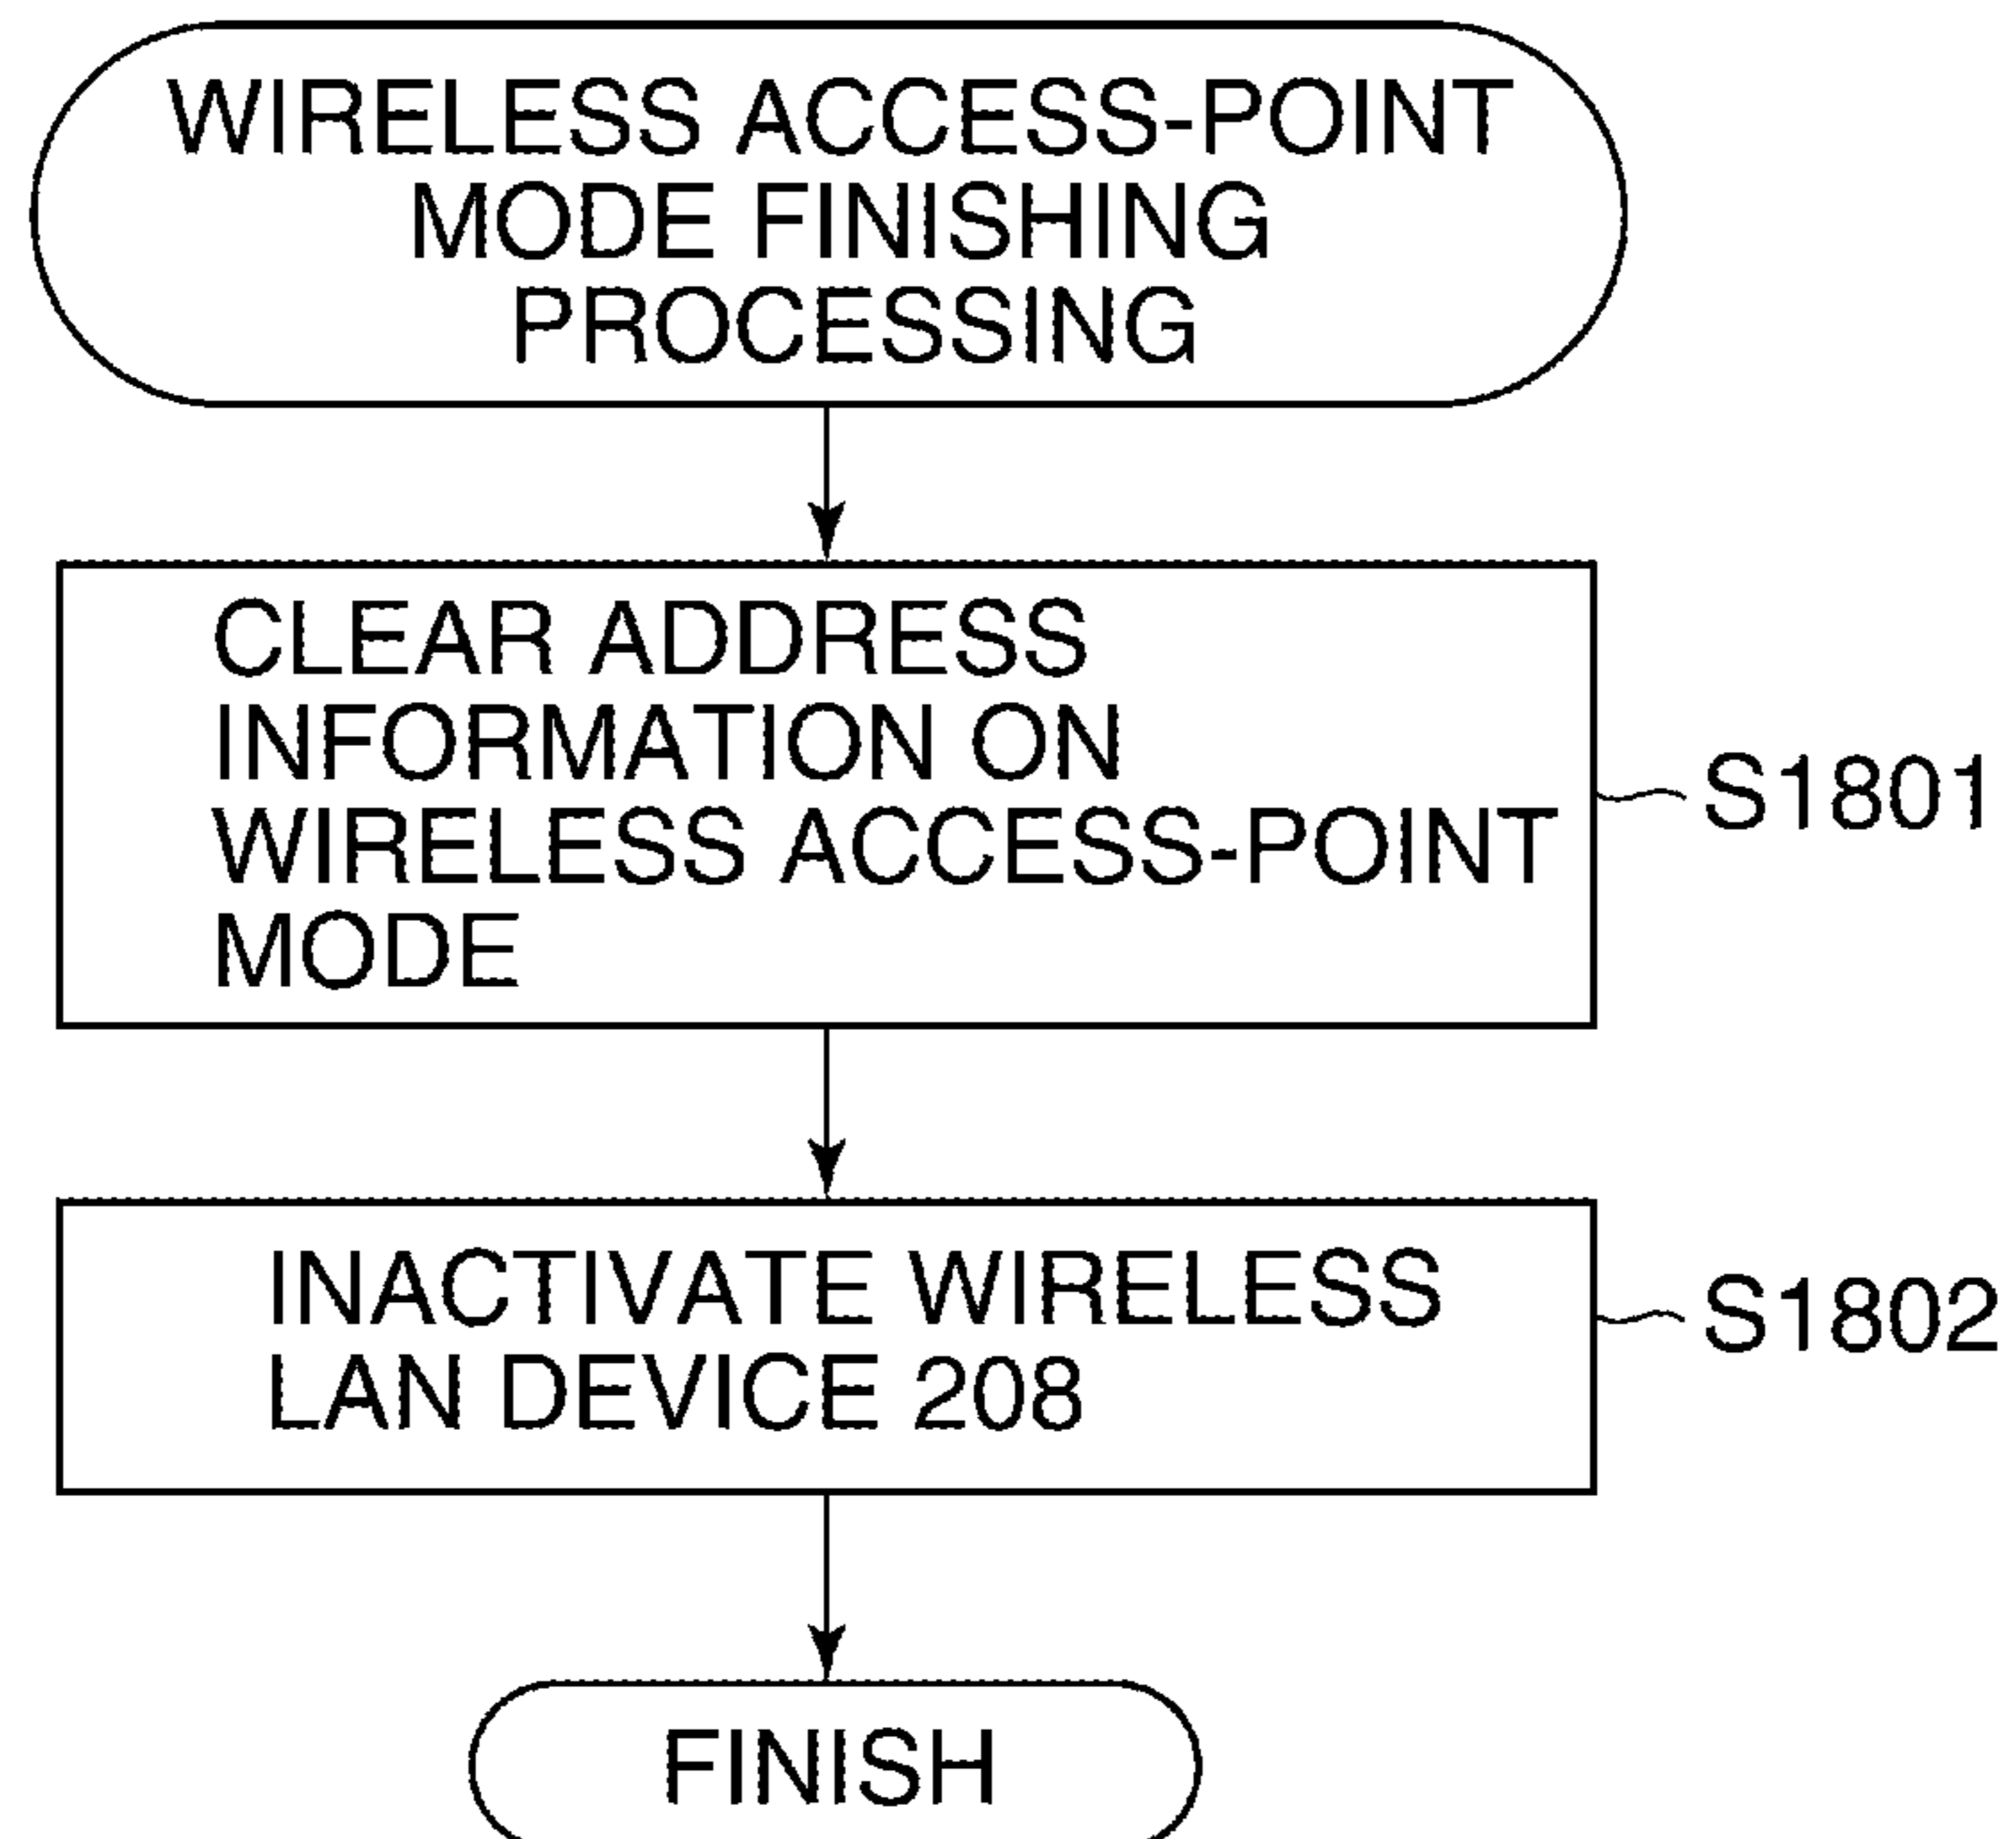 WIRELESS ACCESS-POINT
MODE FINISHING
PROCESSING
CLEAR ADDRESS
INFORMATION ON
WIRELESS ACCESS-POINT
MODE
S1801
INACTIVATE WIRELESS
LAN DEVICE 208
S1802
FINISH